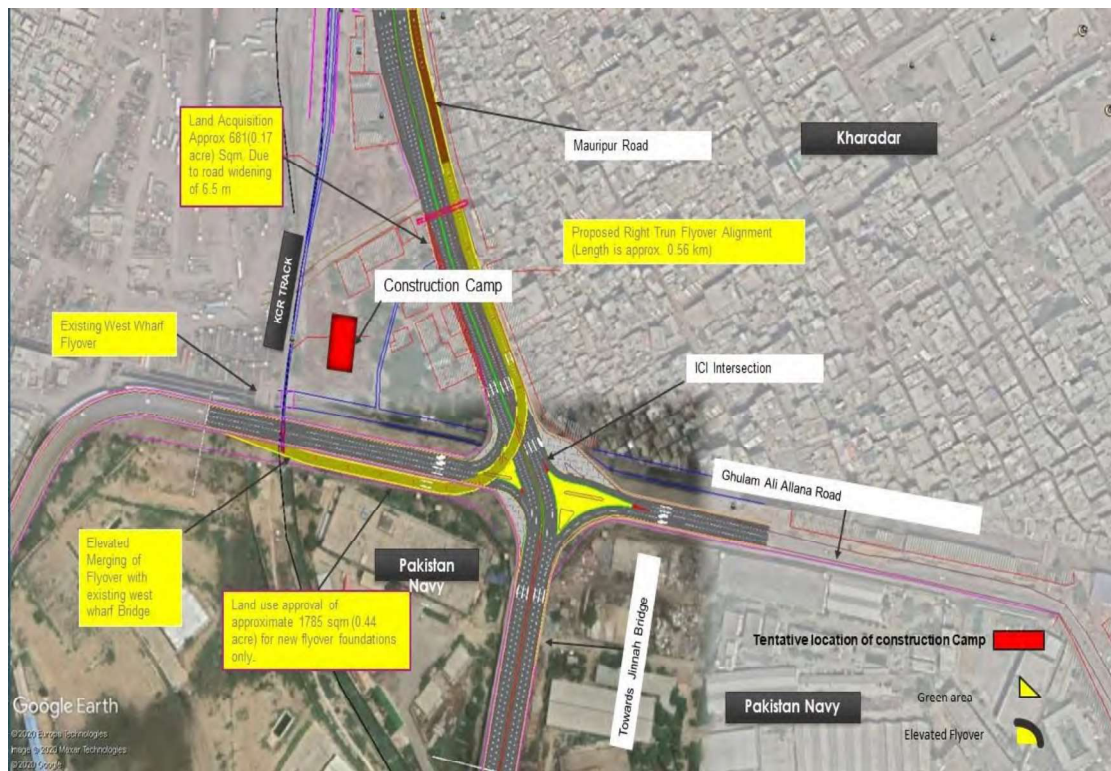 Land Acquisition
Approx 681(0.17
acre) Sqm. Due
to road widening
of 6.5 m
Mauripur Road
Kharadar
Proposed Right Trun Flyover Alignment
(Length is approx. 0.56 km)
KCR TRACK
Construction Camp
Existing West Wharf
Flyover
ICI Intersection
Ghulam Ali Allana Road
Elevated
Merging of
Flyover with
existing west
wharf Bridge
Pakistan
Navy
Land use approval of
approximate 1785 sqm (0.44
acre) for new flyover foundations
only..
Towards Jinnah Bridge
Tentative location of construction Camp
Green area
Pakistan Navy
Elevated Flyover
Google Earth
©2020 Europa Technologies
Image © 2020 Maxar Technologies
©2020 Google